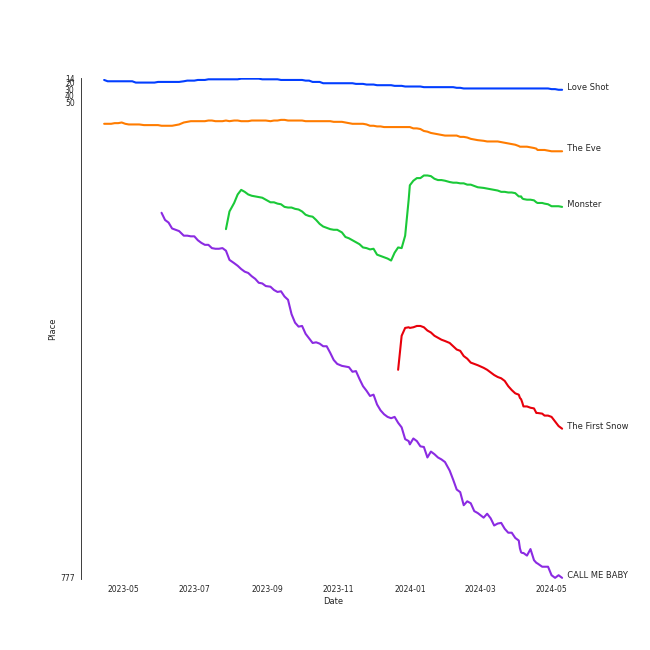 14
20
30
40
50
777
Place
Love Shot
The Eve
Monster
The First Snow
CALL ME BABY
2023-05 2023-07 2023-09 2023-11 2024-01 2024-03 2024-05
Date